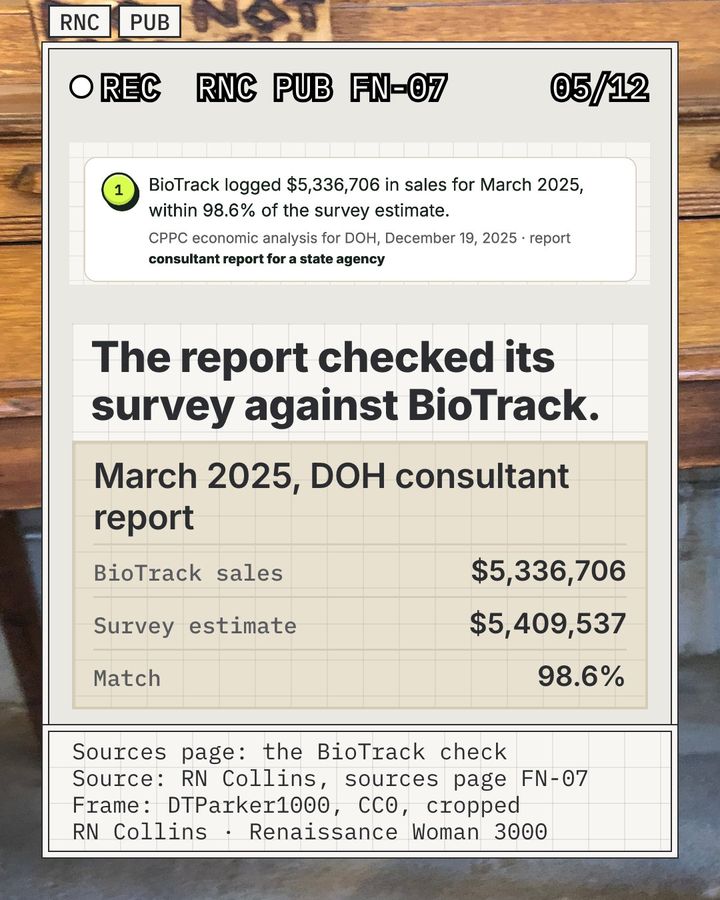 RNC PUB
REC RNC PUB FN-07 05/12
1
BioTrack logged $5,336,706 in sales for March 2025,
within 98.6% of the survey estimate.
CPPC economic analysis for DOH, December 19, 2025 · report
consultant report for a state agency
The report checked its
survey against BioTrack.
March 2025, DOH consultant
report
BioTrack sales $5,336,706
Survey estimate $5,409,537
Match 98.6%
Sources page: the BioTrack check
Source: RN Collins, sources page FN-07
Frame: DTParker1000, CC0, cropped
RN Collins · Renaissance Woman 3000